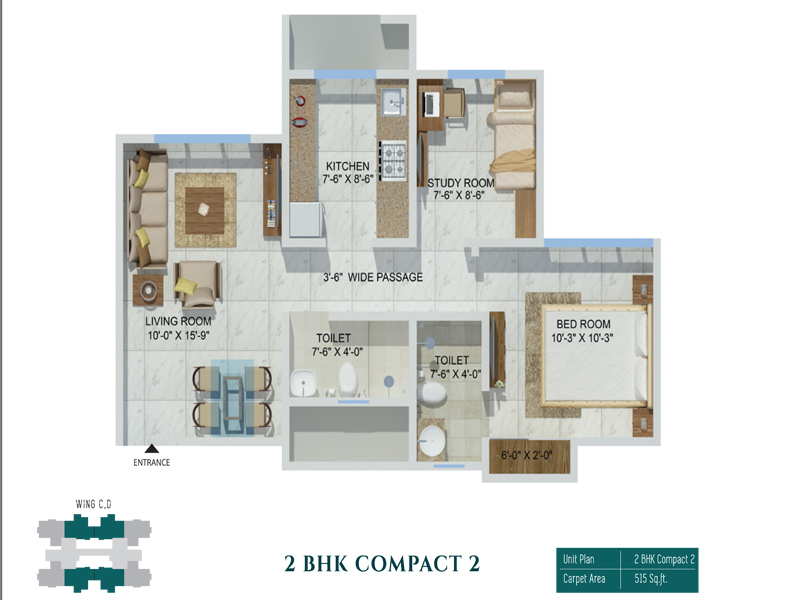 KITCHEN
7'-6" X 8'-6"
STUDY ROOM
7'-6" X 8'-6"
3'-6" WIDE PASSAGE
LIVING ROOM
10'-0" X 15'-9"
TOILET
7'-6" X 4'-0"
TOILET
7'-6" X 4'-0"
BED ROOM
10'-3" X 10'-3"
6'-0" X 2'-0"
ENTRANCE
WING C,D
2 BHK COMPACT 2
Unit Plan 2 BHK Compact 2
Carpet Area 515 Sq.ft.